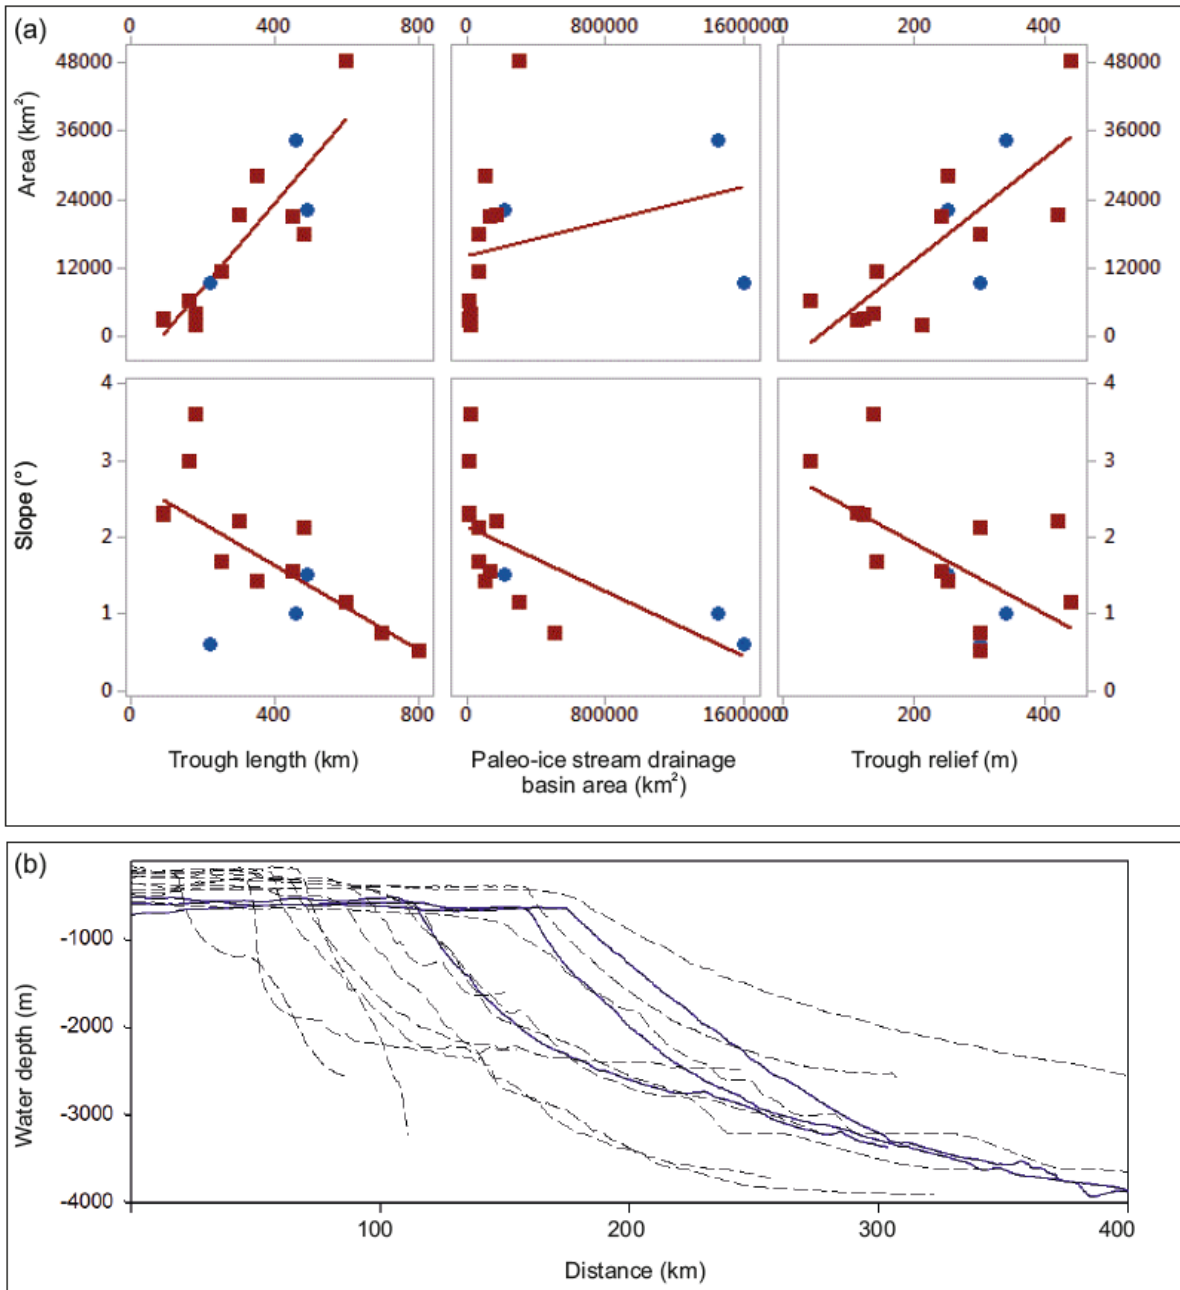 (a)
0 400 800 0 800000 1600000 0 200 400
48000 48000
36000 36000
24000 24000
12000 12000
0 0
Area (km²)
4 4
3 3
2 2
1 1
0 0
Slope (°)
0 400 800 0 800000 1600000 0 200 400
Trough length (km)
Paleo-ice stream drainage
basin area (km²)
Trough relief (m)
(b)
-1000
-2000
-3000
-4000
Water depth (m)
100 200 300 400
Distance (km)